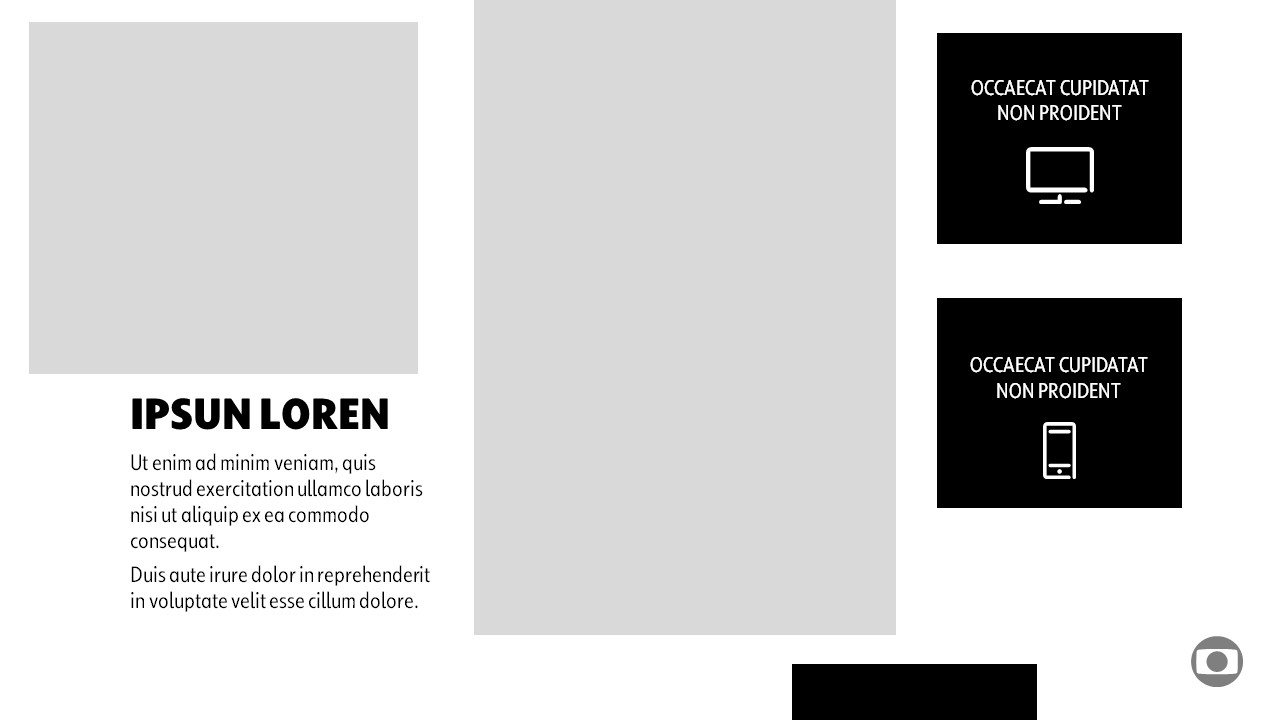 IPSUN LOREN
Ut enim ad minim veniam, quis
nostrud exercitation ullamco laboris
nisi ut aliquip ex ea commodo
consequat.
Duis aute irure dolor in reprehenderit
in voluptate velit esse cillum dolore.
OCCAECAT CUPIDATAT
NON PROIDENT
OCCAECAT CUPIDATAT
NON PROIDENT